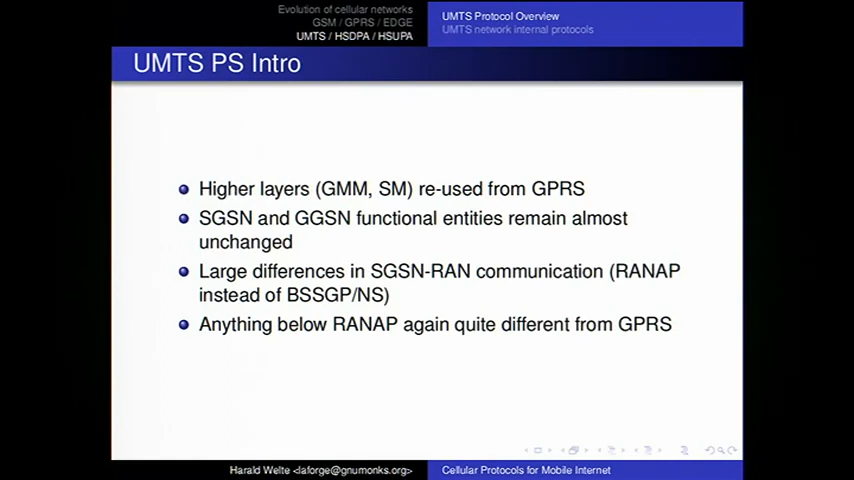 Evolution of cellular networks
GSM / GPRS / EDGE
UMTS / HSDPA / HSUPA
UMTS Protocol Overview
UMTS network internal protocols
UMTS PS Intro
Higher layers (GMM, SM) re-used from GPRS
SGSN and GGSN functional entities remain almost
unchanged
Large differences in SGSN-RAN communication (RANAP
instead of BSSGP/NS)
Anything below RANAP again quite different from GPRS
Harald Welte <laforge@gnumonks.org>
Cellular Protocols for Mobile Internet